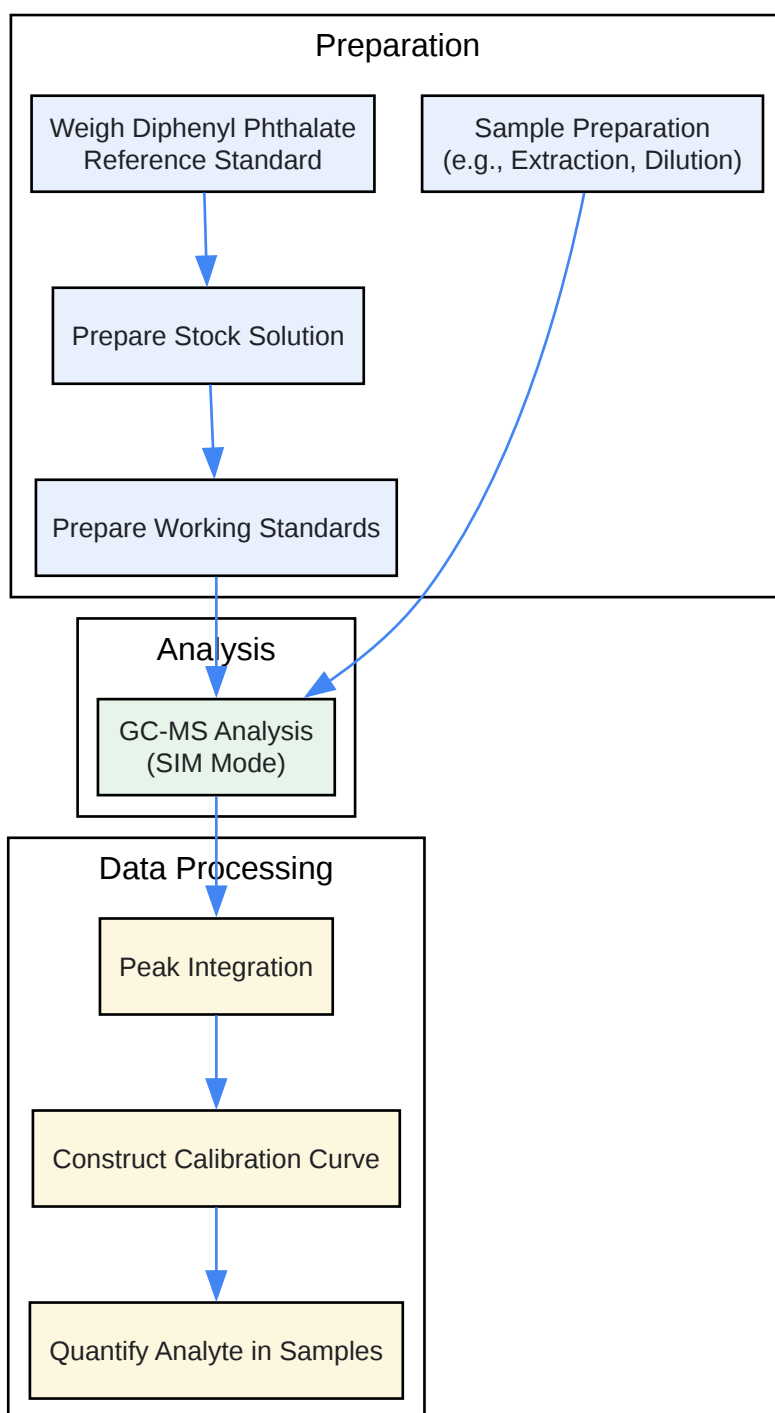 Preparation
Weigh Diphenyl Phthalate
Reference Standard
Sample Preparation
(e.g., Extraction, Dilution)
Prepare Stock Solution
Prepare Working Standards
Analysis
GC-MS Analysis
(SIM Mode)
Data Processing
Peak Integration
Construct Calibration Curve
Quantify Analyte in Samples